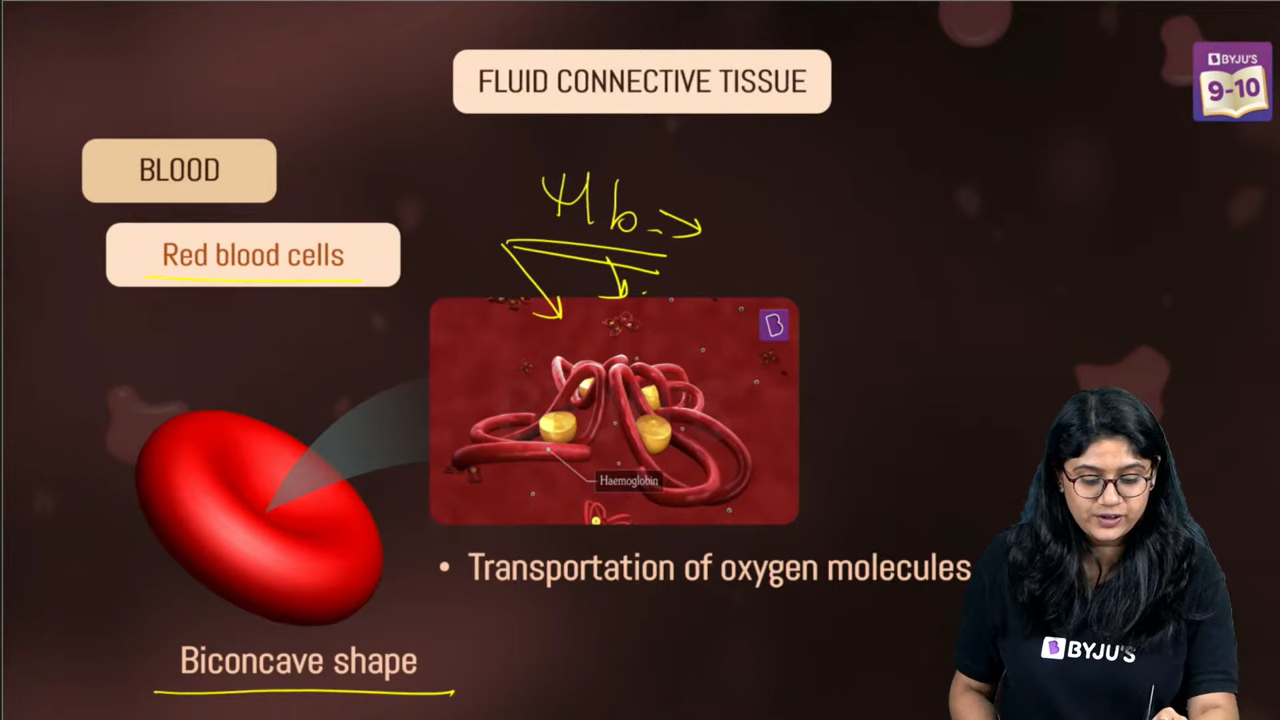 FLUID CONNECTIVE TISSUE
BYJU'S
9-10
BLOOD
Hb
Red blood cells
B
Haemoglobin
• Transportation of oxygen molecules
BYJU'S
Biconcave shape